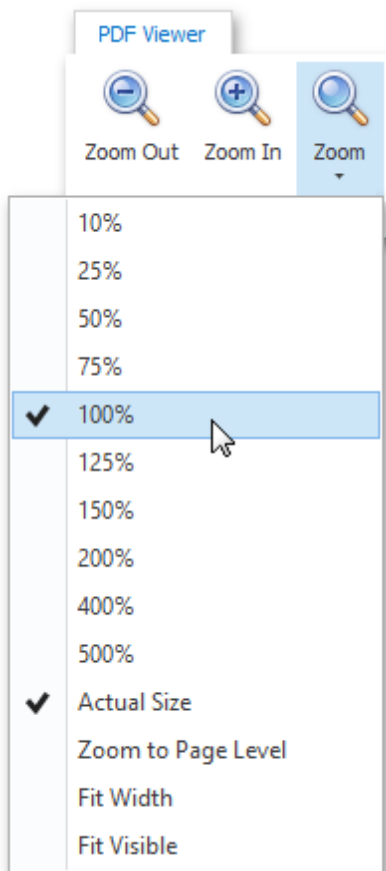 PDF Viewer
Zoom Out Zoom In Zoom
10%
25%
50%
75%
100%
125%
150%
200%
400%
500%
Actual Size
Zoom to Page Level
Fit Width
Fit Visible